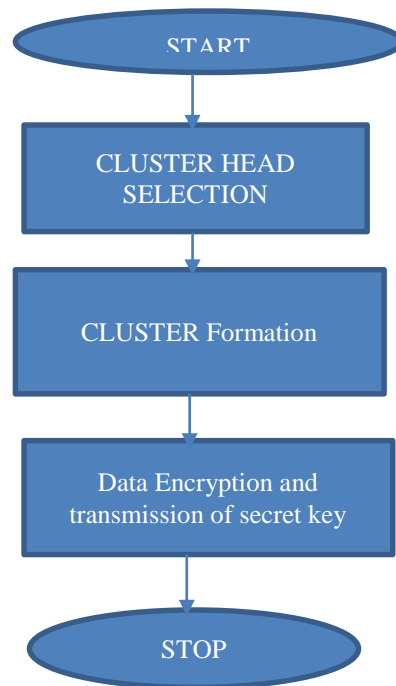 START
CLUSTER HEAD
SELECTION
CLUSTER Formation
Data Encryption and
transmission of secret key
STOP